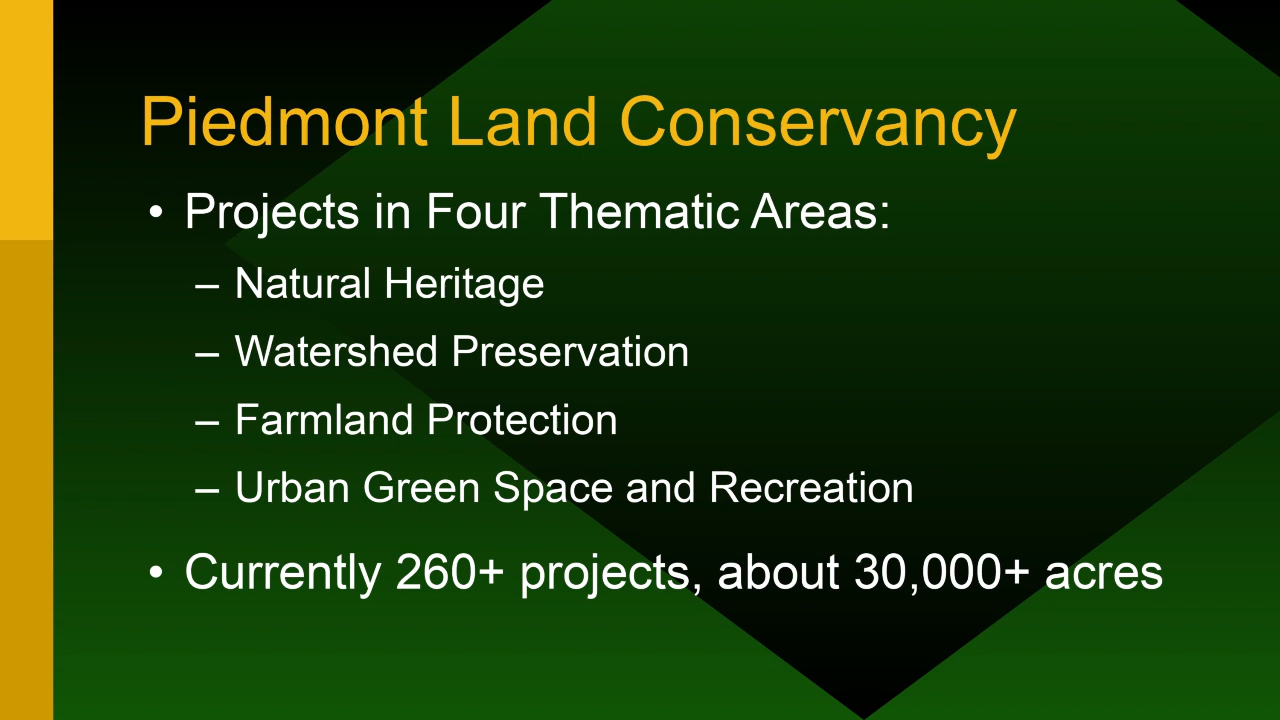 Piedmont Land Conservancy
• Projects in Four Thematic Areas:
– Natural Heritage
– Watershed Preservation
– Farmland Protection
– Urban Green Space and Recreation
• Currently 260+ projects, about 30,000+ acres